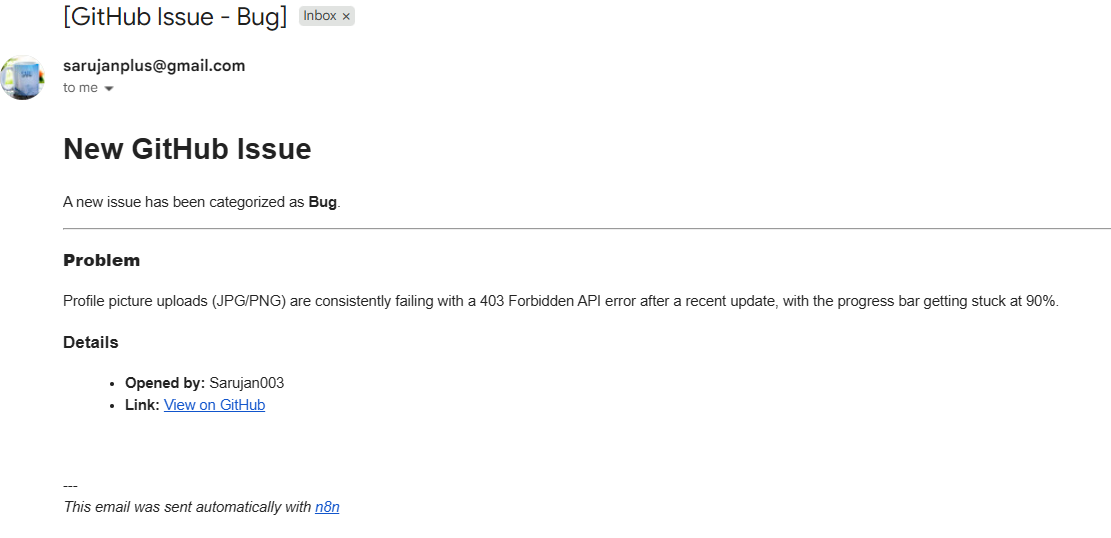 [GitHub Issue - Bug] Inbox ×
sarujanplus@gmail.com
to me
New GitHub Issue
A new issue has been categorized as Bug.
Problem
Profile picture uploads (JPG/PNG) are consistently failing with a 403 Forbidden API error after a recent update, with the progress bar getting stuck at 90%.
Details
• Opened by: Sarujan003
• Link: View on GitHub
---
This email was sent automatically with n8n